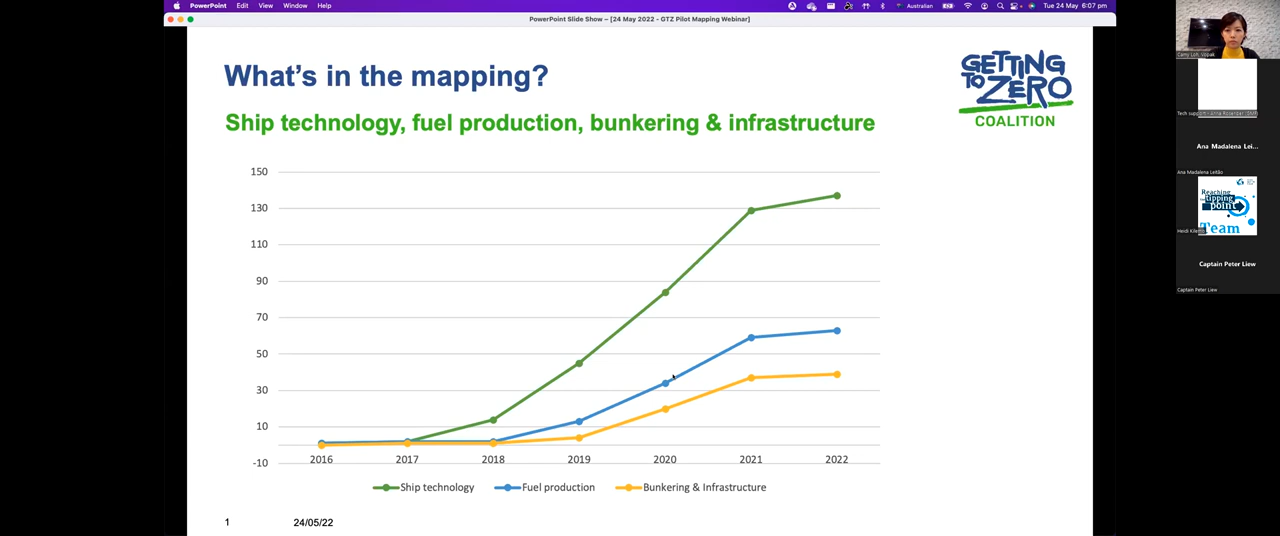 PowerPoint Edit View Window Help
Australian
Tue 24 May 6:07 pm
PowerPoint Slide Show - [24 May 2022 - GTZ Pilot Mapping Webinar]
What's in the mapping?
GETTING
TO ZERO
COALITION
Ship technology, fuel production, bunkering & infrastructure
150
130
110
90
70
50
30
10
-10
2016 2017 2018 2019 2020 2021 2022
Ship technology Fuel production Bunkering & Infrastructure
1 24/05/22
Tech support -
Ana Madalena Lei...
Ana Madalena Leitão
Reaching
tipping
point
Team
Heidi
Captain Peter Liew
Captain Peter Liew